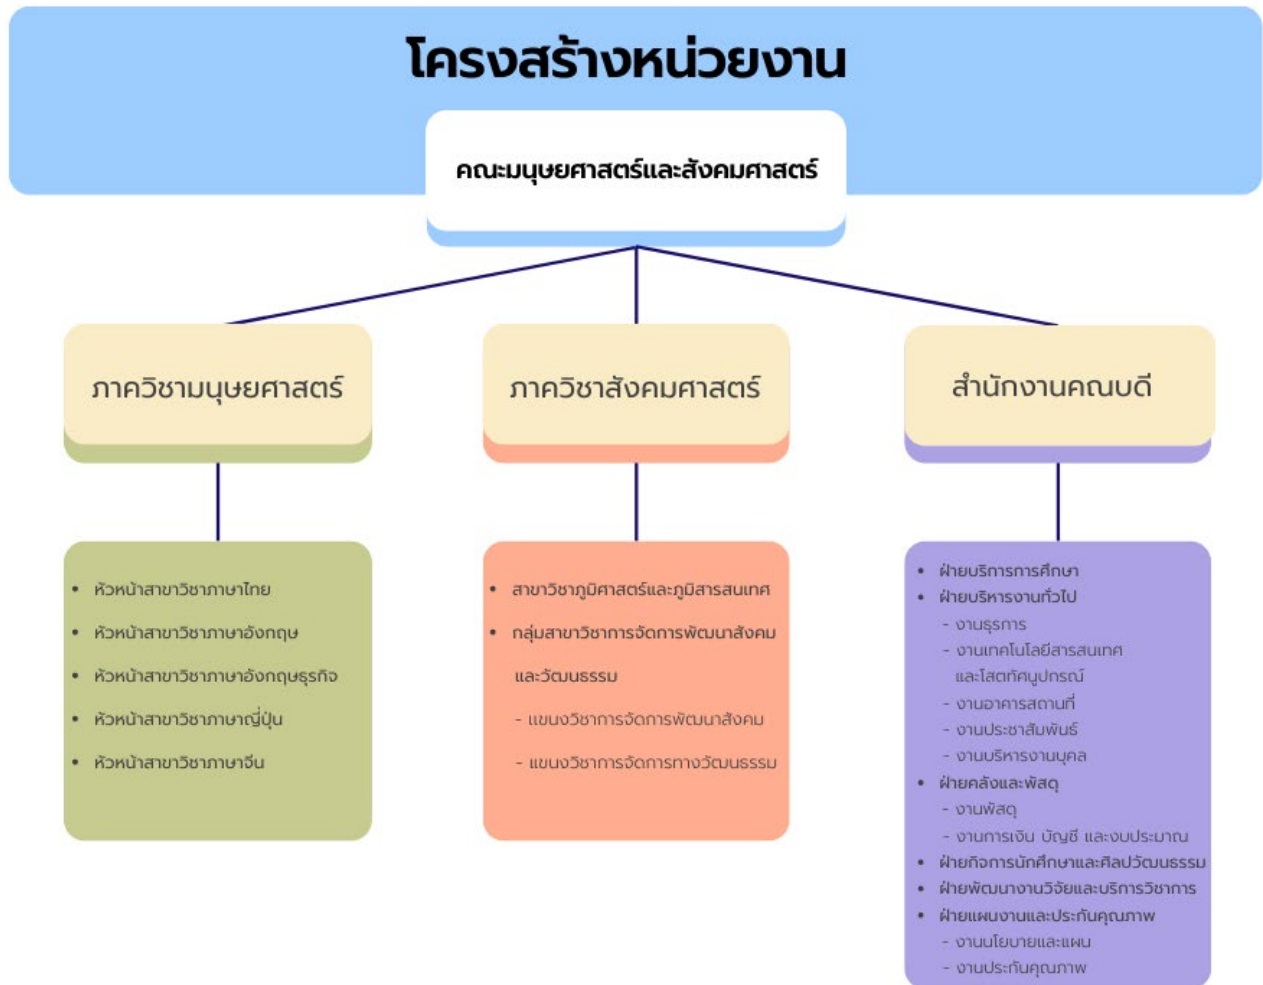 โครงสร้างหน่วยงาน
คณะมนุษยศาสตร์และสังคมศาสตร์
ภาควิชามนุษยศาสตร์
• หัวหน้าสาขาวิชาภาษาไทย
• หัวหน้าสาขาวิชาภาษาอังกฤษ
• หัวหน้าสาขาวิชาภาษาอังกฤษธุรกิจ
• หัวหน้าสาขาวิชาภาษาญี่ปุ่น
• หัวหน้าสาขาวิชาภาษาจีน
ภาควิชาสังคมศาสตร์
• สาขาวิชาภูมิศาสตร์และภูมิสารสนเทศ
• กลุ่มสาขาวิชาการจัดการพัฒนาสังคม
และวัฒนธรรม
- แขนงวิชาการจัดการพัฒนาสังคม
- แขนงวิชาการจัดการทางวัฒนธรรม
สำนักงานคณบดี
• ฝ่ายบริการการศึกษา
• ฝ่ายบริหารงานทั่วไป
- งานธุรการ
- งานเทคโนโลยีสารสนเทศ
และโสตทัศนูปกรณ์
- งานอาคารสถานที่
- งานประชาสัมพันธ์
- งานบริหารงานบุคล
• ฝ่ายคลังและพัสดุ
- งานพัสดุ
- งานการเงิน บัญชี และงบประมาณ
• ฝ่ายกิจการนักศึกษาและศิลปวัฒนธรรม
• ฝ่ายพัฒนางานวิจัยและบริการวิชาการ
• ฝ่ายแผนงานและประกันคุณภาพ
- งานนโยบายและแผน
- งานประกันคุณภาพ